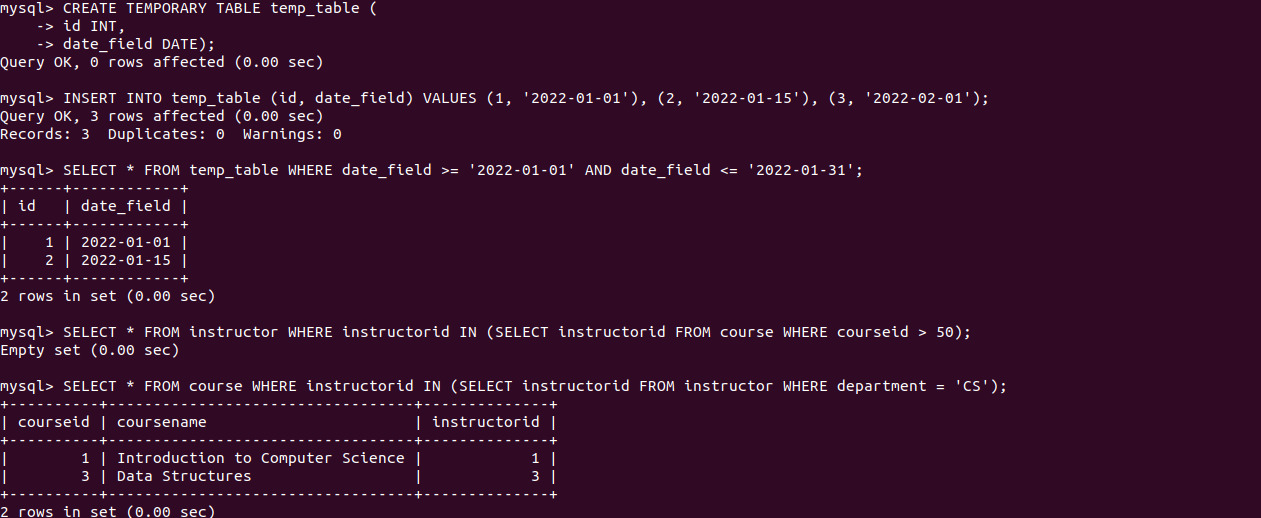 mysql> CREATE TEMPORARY TABLE temp_table (
    -> id INT,
    -> date_field DATE);
Query OK, 0 rows affected (0.00 sec)

mysql> INSERT INTO temp_table (id, date_field) VALUES (1, '2022-01-01'), (2, '2022-01-15'), (3, '2022-02-01');
Query OK, 3 rows affected (0.00 sec)
Records: 3  Duplicates: 0  Warnings: 0

mysql> SELECT * FROM temp_table WHERE date_field >= '2022-01-01' AND date_field <= '2022-01-31';
+------+------------+
| id   | date_field |
+------+------------+
|    1 | 2022-01-01 |
|    2 | 2022-01-15 |
+------+------------+
2 rows in set (0.00 sec)

mysql> SELECT * FROM instructor WHERE instructorid IN (SELECT instructorid FROM course WHERE courseid > 50);
Empty set (0.00 sec)

mysql> SELECT * FROM course WHERE instructorid IN (SELECT instructorid FROM instructor WHERE department = 'CS');
+----------+----------------------------------+--------------+
| courseid | coursename                       | instructorid |
+----------+----------------------------------+--------------+
|        1 | Introduction to Computer Science |            1 |
|        3 | Data Structures                  |            3 |
+----------+----------------------------------+--------------+
2 rows in set (0.00 sec)